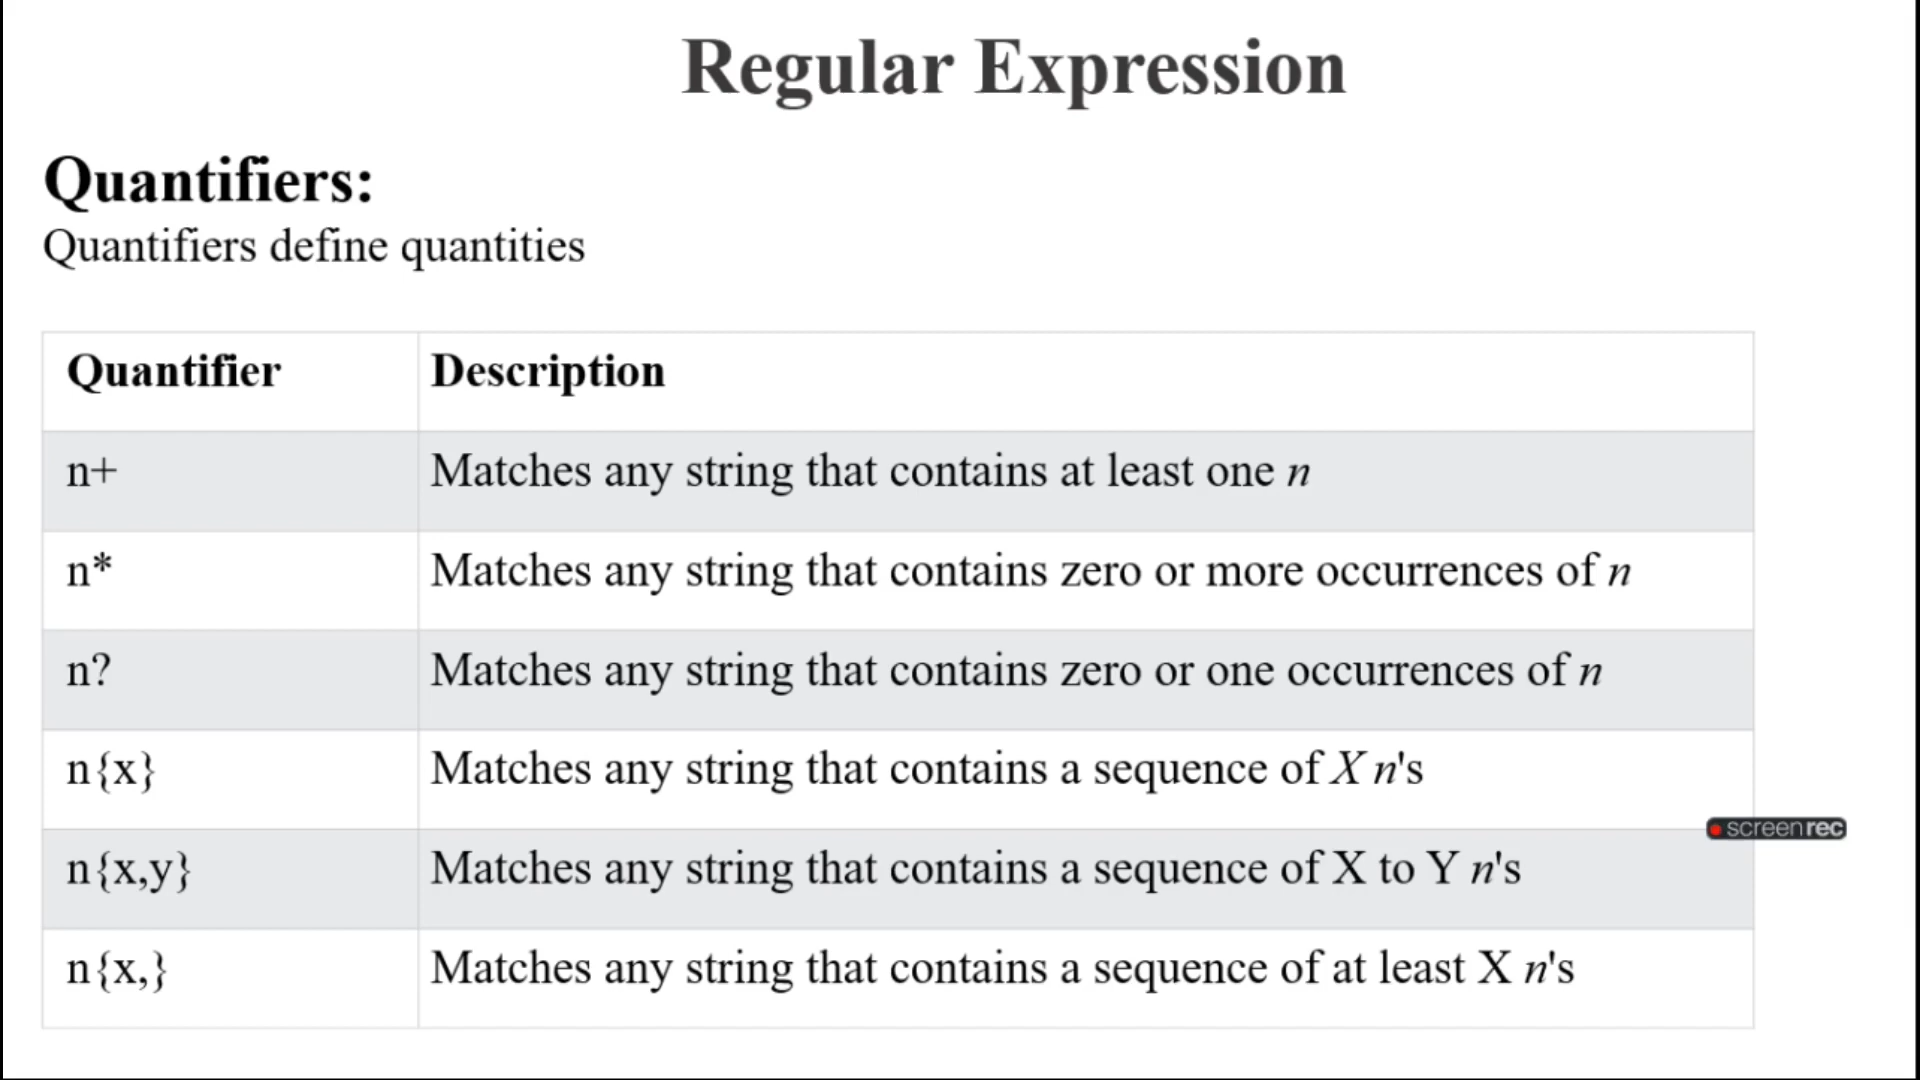 Regular Expression
Quantifiers:
Quantifiers define quantities
Quantifier Description
n+ Matches any string that contains at least one n
n* Matches any string that contains zero or more occurrences of n
n? Matches any string that contains zero or one occurrences of n
n{x} Matches any string that contains a sequence of X n's
screenrec
n{x,y} Matches any string that contains a sequence of X to Y n's
n{x,} Matches any string that contains a sequence of at least X n's